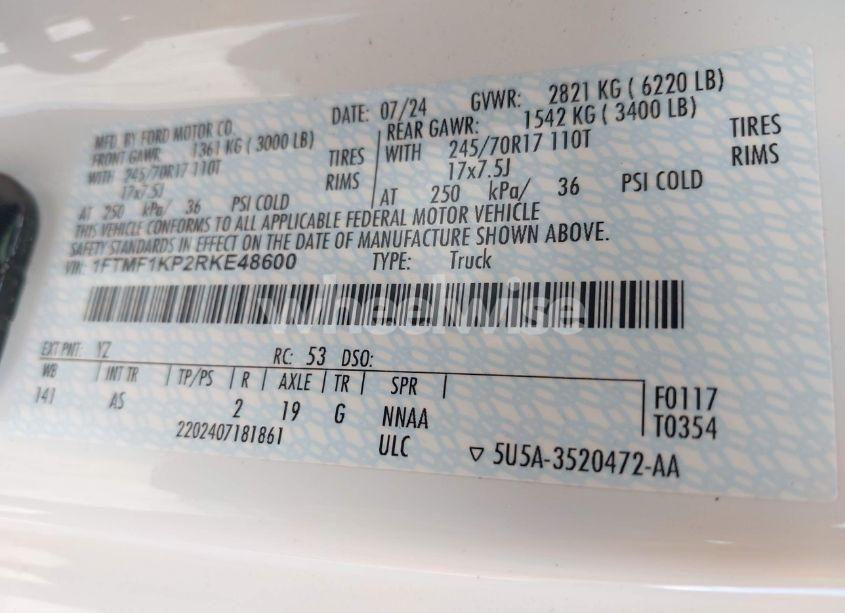 MFD. BY FORD MOTOR CO.
DATE: 07/24 GVWR: 2821 KG ( 6220 LB)
FRONT GAWR: 1361 KG ( 3000 LB) REAR GAWR: 1542 KG ( 3400 LB)
WITH 245/70R17 110T TIRES WITH 245/70R17 110T TIRES
17x7.5J RIMS 17x7.5J RIMS
AT 250 kPa/ 36 PSI COLD AT 250 kPa/ 36 PSI COLD
THIS VEHICLE CONFORMS TO ALL APPLICABLE FEDERAL MOTOR VEHICLE
SAFETY STANDARDS IN EFFECT ON THE DATE OF MANUFACTURE SHOWN ABOVE.
VIN: 1FTMF1KP2RKE48600 TYPE: Truck
wheelwise
EXT PNT: YZ RC: 53 DSO:
WB INT TR TP/PS R AXLE TR SPR
141 AS 2 19 G NNAA F0117
2202407181861 ULC T0354
▽ 5U5A-3520472-AA